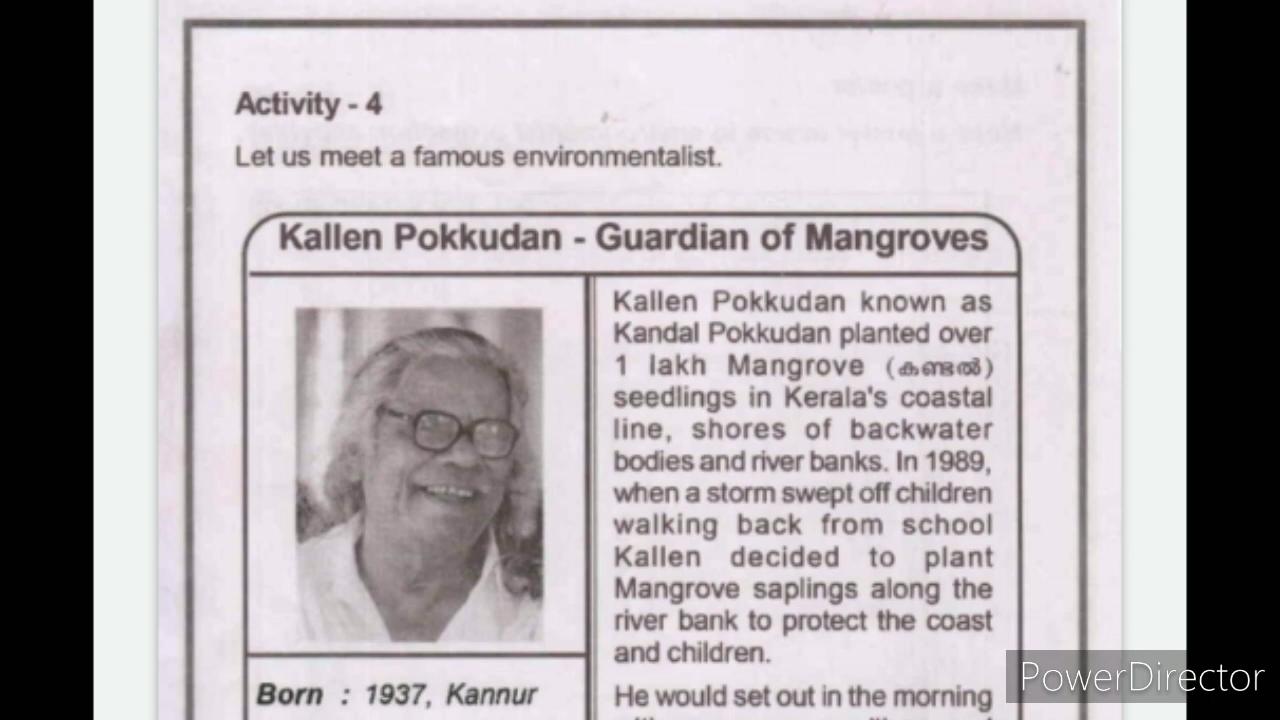 Activity - 4
Let us meet a famous environmentalist.
Kallen Pokkudan - Guardian of Mangroves
Kallen Pokkudan known as
Kandal Pokkudan planted over
1 lakh Mangrove (കണ്ടൽ)
seedlings in Kerala's coastal
line, shores of backwater
bodies and river banks. In 1989,
when a storm swept off children
walking back from school
Kallen decided to plant
Mangrove saplings along the
river bank to protect the coast
and children.
He would set out in the morning
Born : 1937, Kannur
PowerDirector